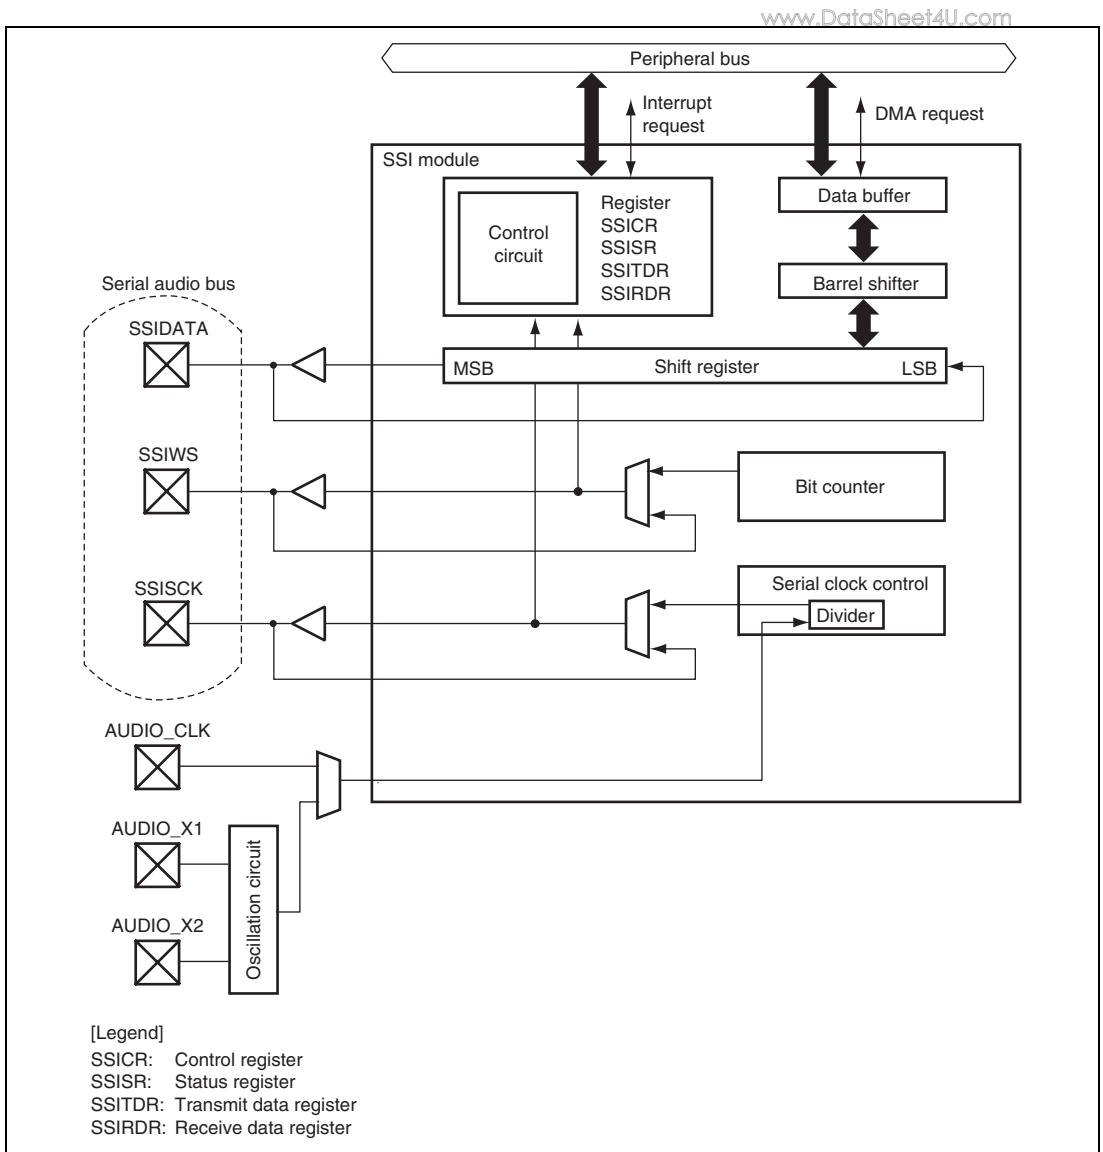 www.DataSheet4U.com
Peripheral bus
Interrupt
request
DMA request
SSI module
Control
circuit
Register
SSICR
SSISR
SSITDR
SSIRDR
Data buffer
Barrel shifter
Serial audio bus
SSIDATA
MSB
Shift register
LSB
SSIWS
Bit counter
SSISCK
Serial clock control
Divider
AUDIO_CLK
AUDIO_X1
AUDIO_X2
Oscillation circuit
[Legend]
SSICR: Control register
SSISR: Status register
SSITDR: Transmit data register
SSIRDR: Receive data register